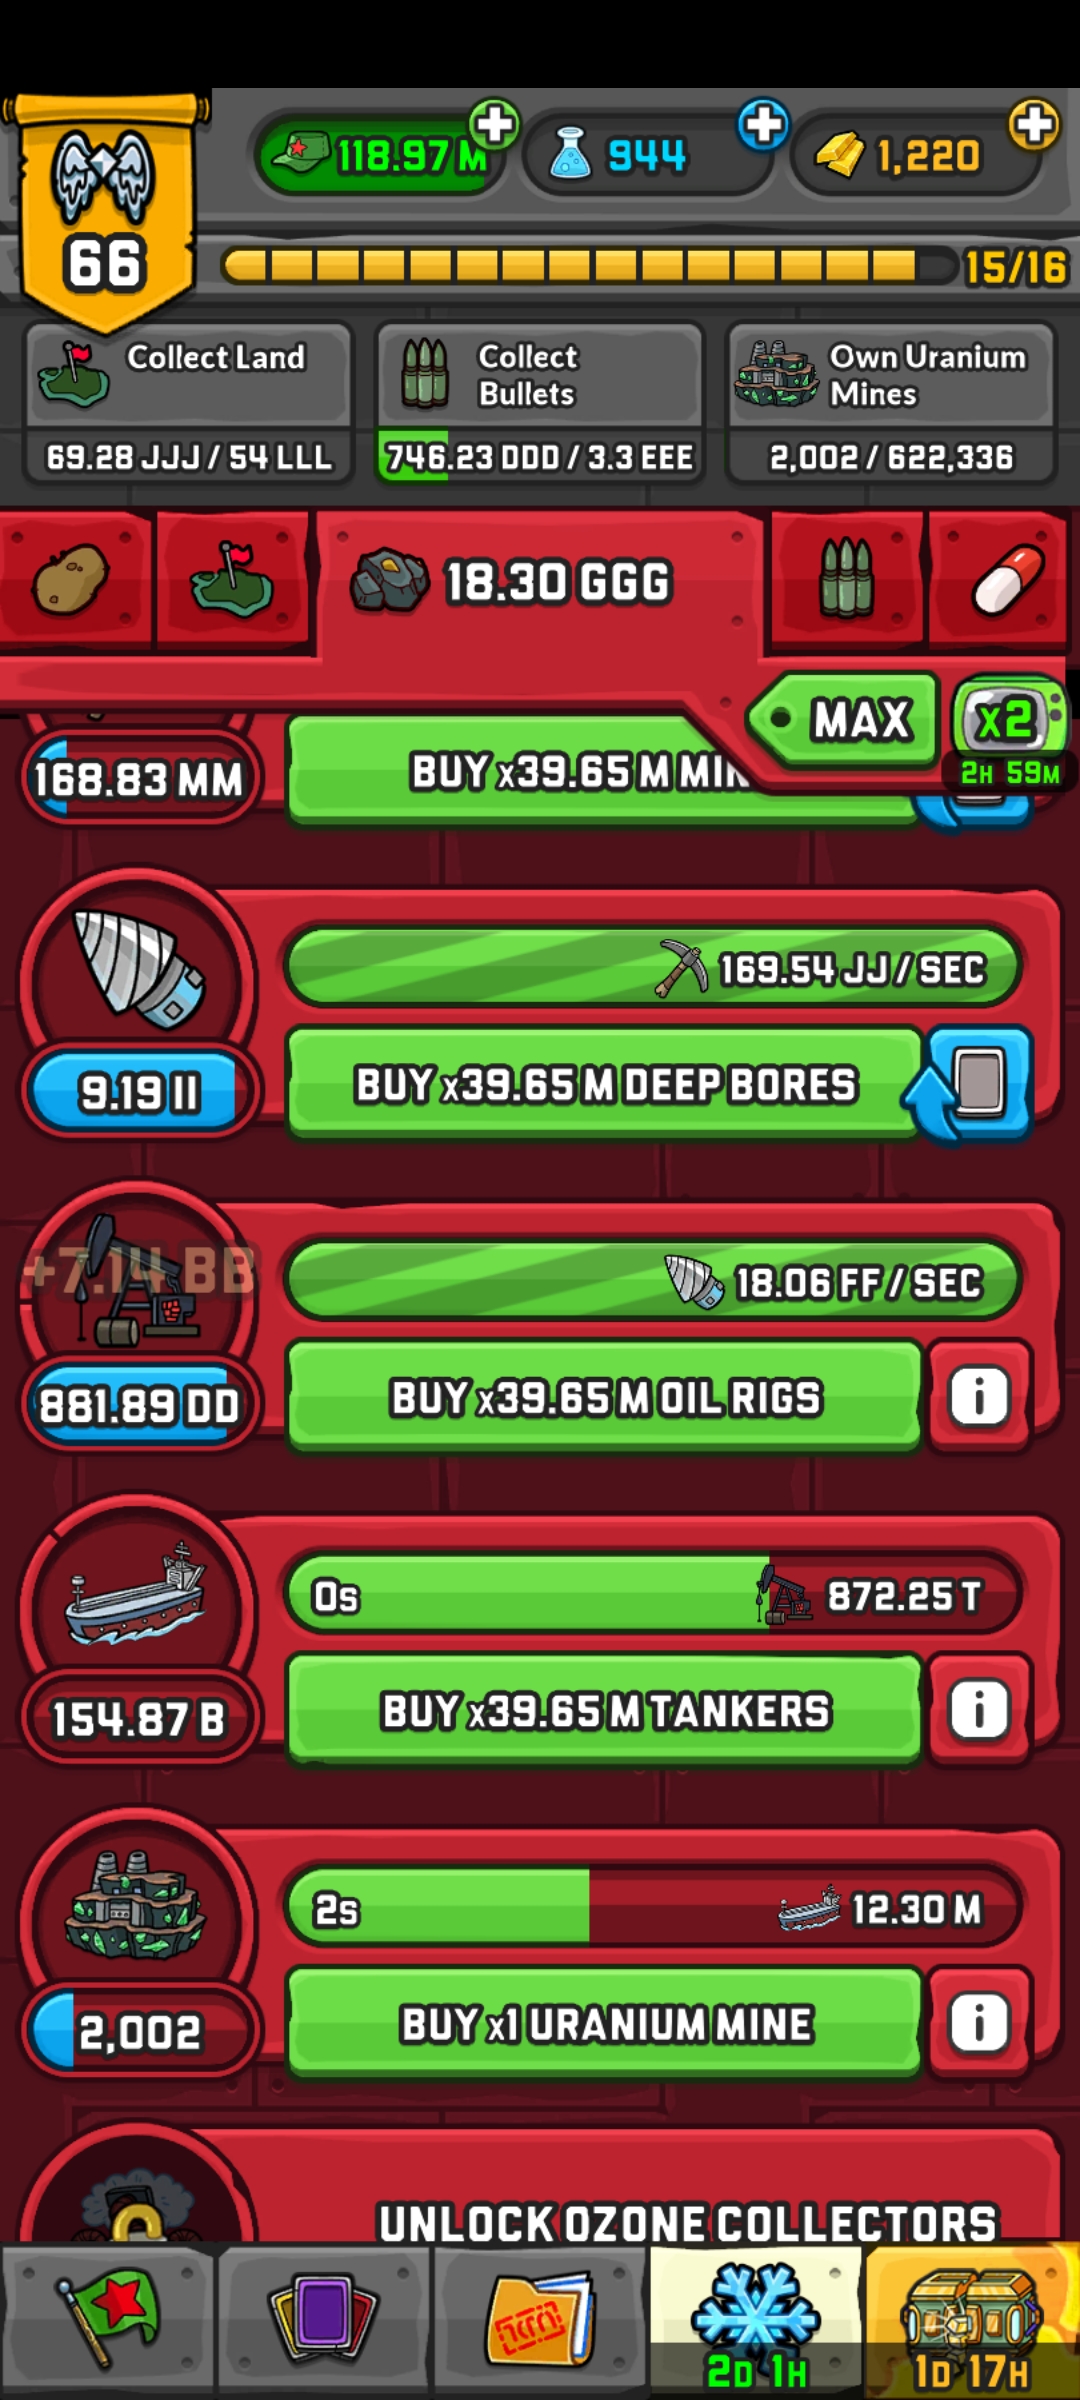 118.97 M
944
1,220
66
15/16
Collect Land
69.28 JJJ / 54 LLL
Collect
Bullets
746.23 DDD / 3.3 EEE
Own Uranium
Mines
2,002 / 622,336
18.30 GGG
MAX
x2
2H 59M
168.83 MM
BUY x39.65 M MIN
169.54 JJ / SEC
9.19 II
BUY x39.65 M DEEP BORES
+7.14 BB
18.06 FF / SEC
881.89 DD
BUY x39.65 M OIL RIGS
i
0s
872.25 T
154.87 B
BUY x39.65 M TANKERS
i
2s
12.30 M
2,002
BUY x1 URANIUM MINE
i
UNLOCK OZONE COLLECTORS
2D 1H
1D 17H